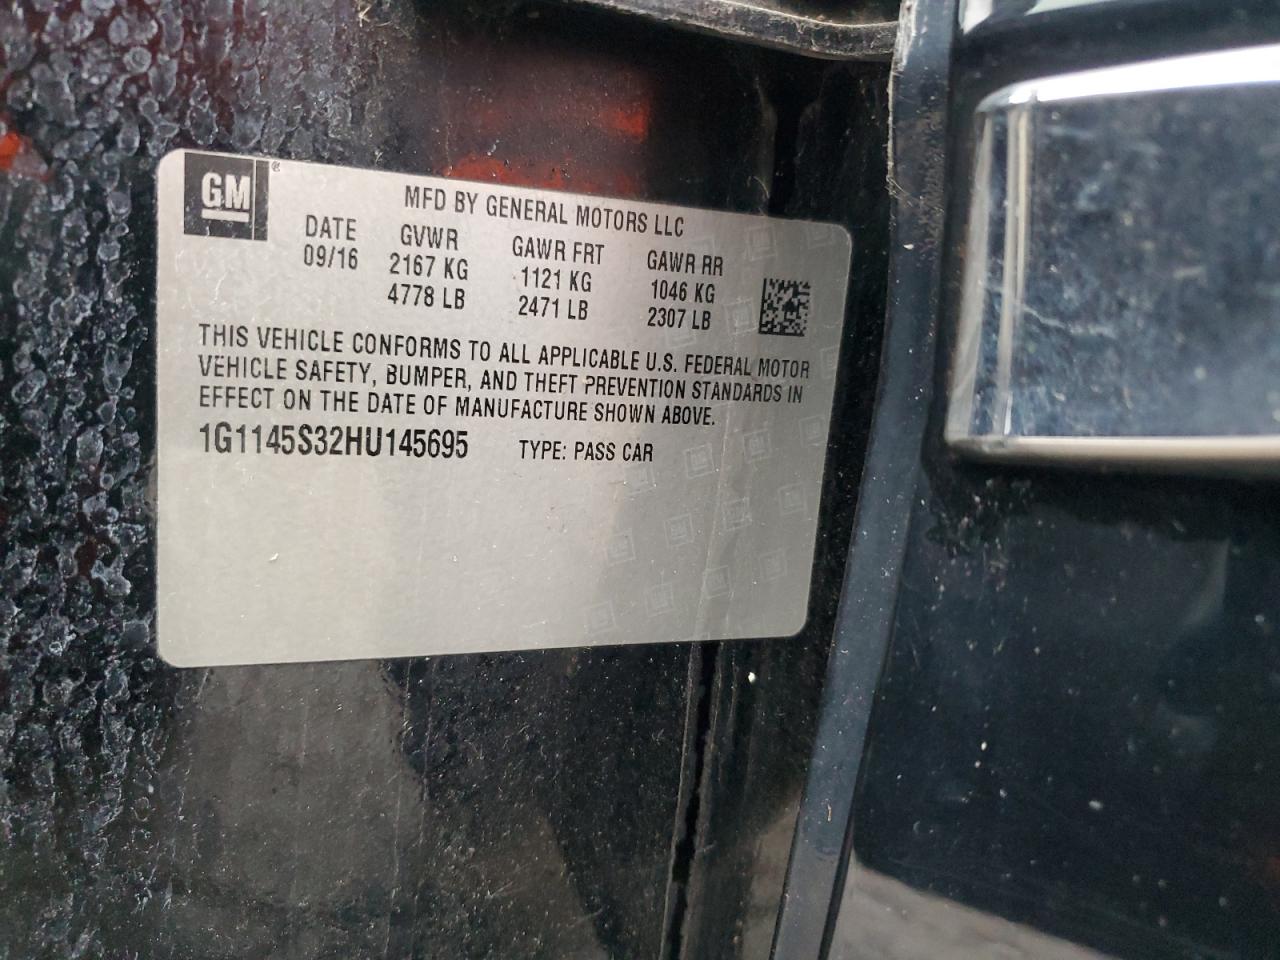 GM ®
MFD BY GENERAL MOTORS LLC
DATE GVWR GAWR FRT GAWR RR
09/16 2167 KG 1121 KG 1046 KG
4778 LB 2471 LB 2307 LB
THIS VEHICLE CONFORMS TO ALL APPLICABLE U.S. FEDERAL MOTOR
VEHICLE SAFETY, BUMPER, AND THEFT PREVENTION STANDARDS IN
EFFECT ON THE DATE OF MANUFACTURE SHOWN ABOVE.
1G1145S32HU145695 TYPE: PASS CAR